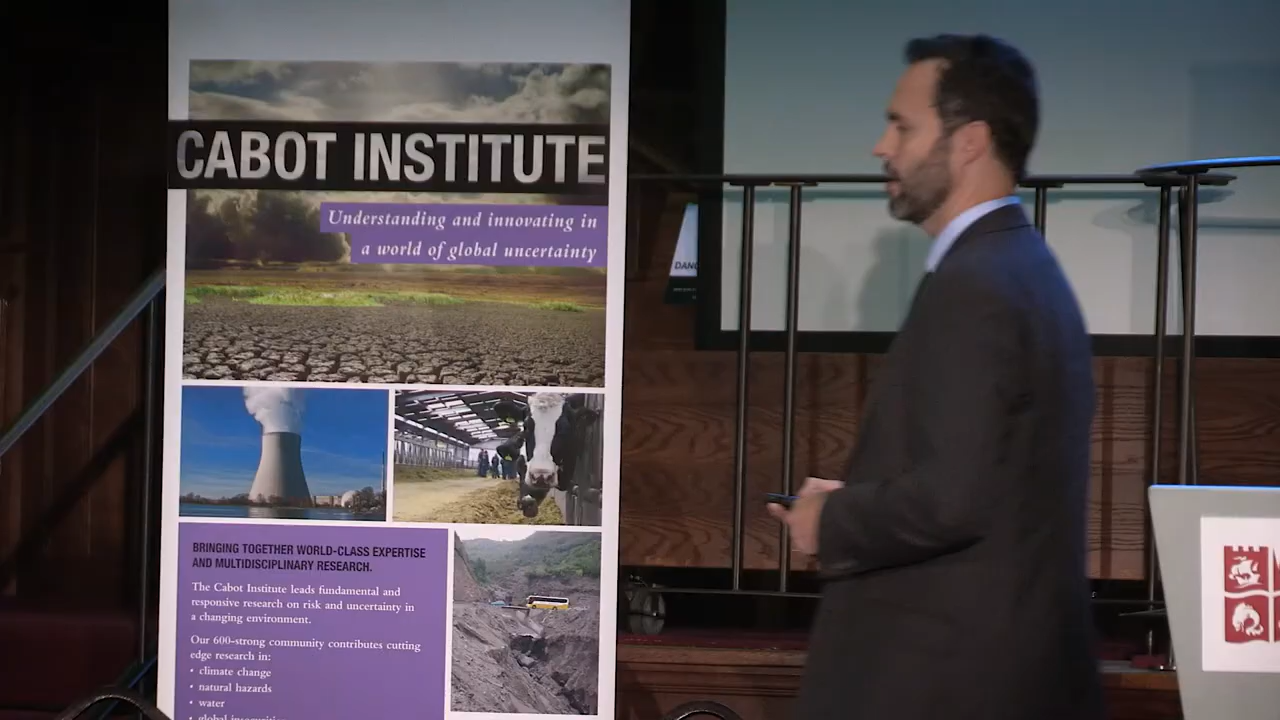 CABOT INSTITUTE
Understanding and innovating in
a world of global uncertainty
DANG
BRINGING TOGETHER WORLD-CLASS EXPERTISE
AND MULTIDISCIPLINARY RESEARCH.
The Cabot Institute leads fundamental and
responsive research on risk and uncertainty in
a changing environment.
Our 600-strong community contributes cutting
edge research in:
• climate change
• natural hazards
• water
• global